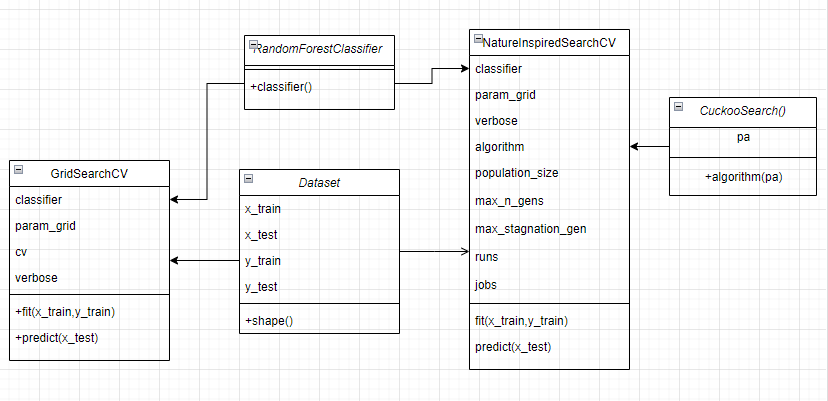 RandomForestClassifier
+classifier()
NatureInspiredSearchCV
classifier
param_grid
verbose
algorithm
population_size
max_n_gens
max_stagnation_gen
runs
jobs
fit(x_train,y_train)
predict(x_test)
CuckooSearch()
pa
+algorithm(pa)
GridSearchCV
classifier
param_grid
cv
verbose
+fit(x_train,y_train)
+predict(x_test)
Dataset
x_train
x_test
y_train
y_test
+shape()